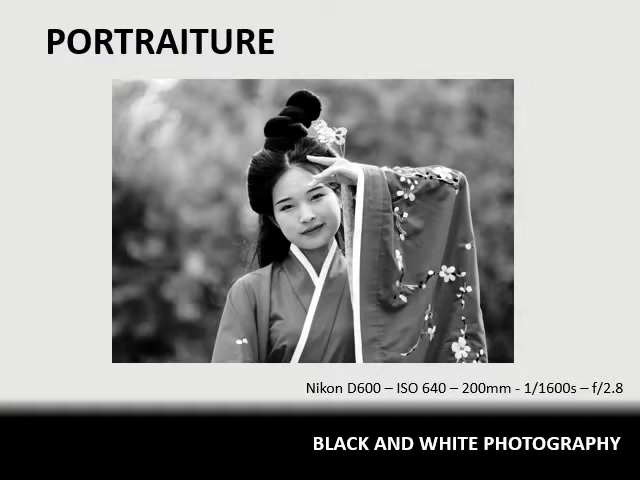 PORTRAITURE
Nikon D600 – ISO 640 – 200mm - 1/1600s – f/2.8
BLACK AND WHITE PHOTOGRAPHY